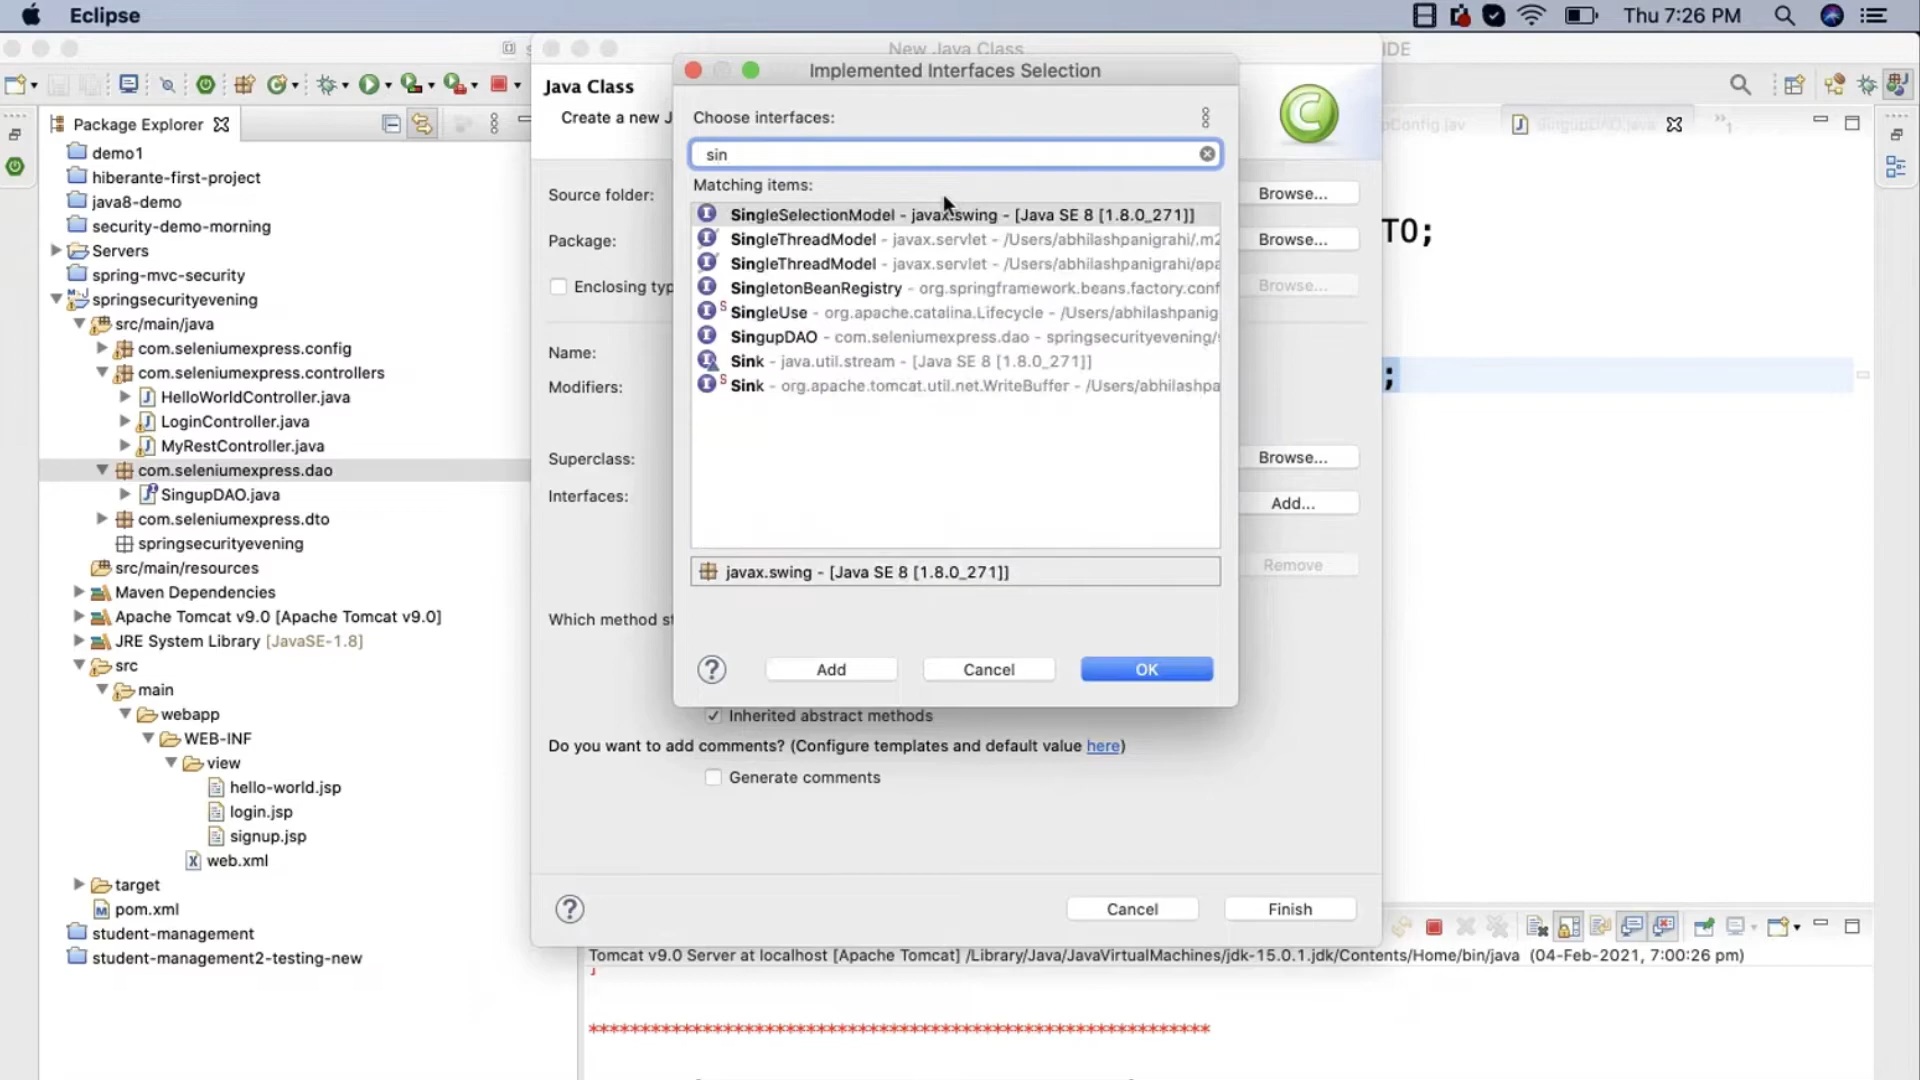 Eclipse
Thu 7:26 PM
New Java Class
IDE
Implemented Interfaces Selection
Java Class
Create a new J
Choose interfaces:
sin
Matching items:
SingleSelectionModel - javax.swing - [Java SE 8 [1.8.0_271]]
SingleThreadModel - javax.servlet - /Users/abhilashpanigrahi/.m2
SingleThreadModel - javax.servlet - /Users/abhilashpanigrahi/apa
SingletonBeanRegistry - org.springframework.beans.factory.conf
SingleUse - org.apache.catalina.Lifecycle - /Users/abhilashpanig
SingupDAO - com.seleniumexpress.dao - springsecurityevening/s
Sink - java.util.stream - [Java SE 8 [1.8.0_271]]
Sink - org.apache.tomcat.util.net.WriteBuffer - /Users/abhilashpa
javax.swing - [Java SE 8 [1.8.0_271]]
Add
Cancel
OK
Source folder:
Browse...
Package:
Browse...
Enclosing typ
Browse...
Name:
Modifiers:
Superclass:
Browse...
Interfaces:
Add...
Remove
Which method st
Inherited abstract methods
Do you want to add comments? (Configure templates and default value here)
Generate comments
Cancel
Finish
Package Explorer
demo1
hiberante-first-project
java8-demo
security-demo-morning
Servers
spring-mvc-security
springsecurityevening
src/main/java
com.seleniumexpress.config
com.seleniumexpress.controllers
HelloWorldController.java
LoginController.java
MyRestController.java
com.seleniumexpress.dao
SingupDAO.java
com.seleniumexpress.dto
springsecurityevening
src/main/resources
Maven Dependencies
Apache Tomcat v9.0 [Apache Tomcat v9.0]
JRE System Library [JavaSE-1.8]
src
main
webapp
WEB-INF
view
hello-world.jsp
login.jsp
signup.jsp
web.xml
target
pom.xml
student-management
student-management2-testing-new
pConfig.jav
SingupDAO.java
1
TO;
;
Tomcat v9.0 Server at localhost [Apache Tomcat] /Library/Java/JavaVirtualMachines/jdk-15.0.1.jdk/Contents/Home/bin/java (04-Feb-2021, 7:00:26 pm)